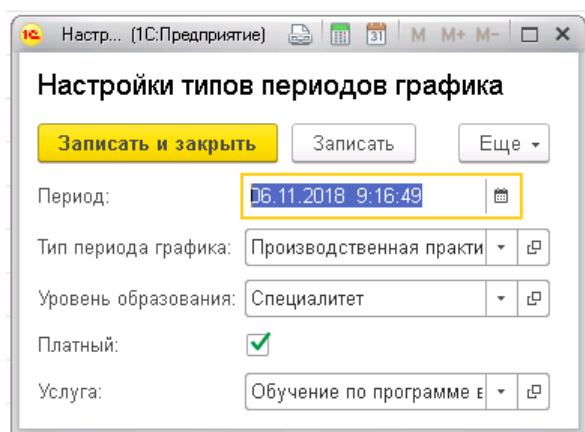 1С Настр... (1С:Предприятие) 31 M M+ M-
Настройки типов периодов графика
Записать и закрыть Записать Еще
Период: 06.11.2018 9:16:49
Тип периода графика: Производственная практи
Уровень образования: Специалитет
Платный:
Услуга: Обучение по программе в